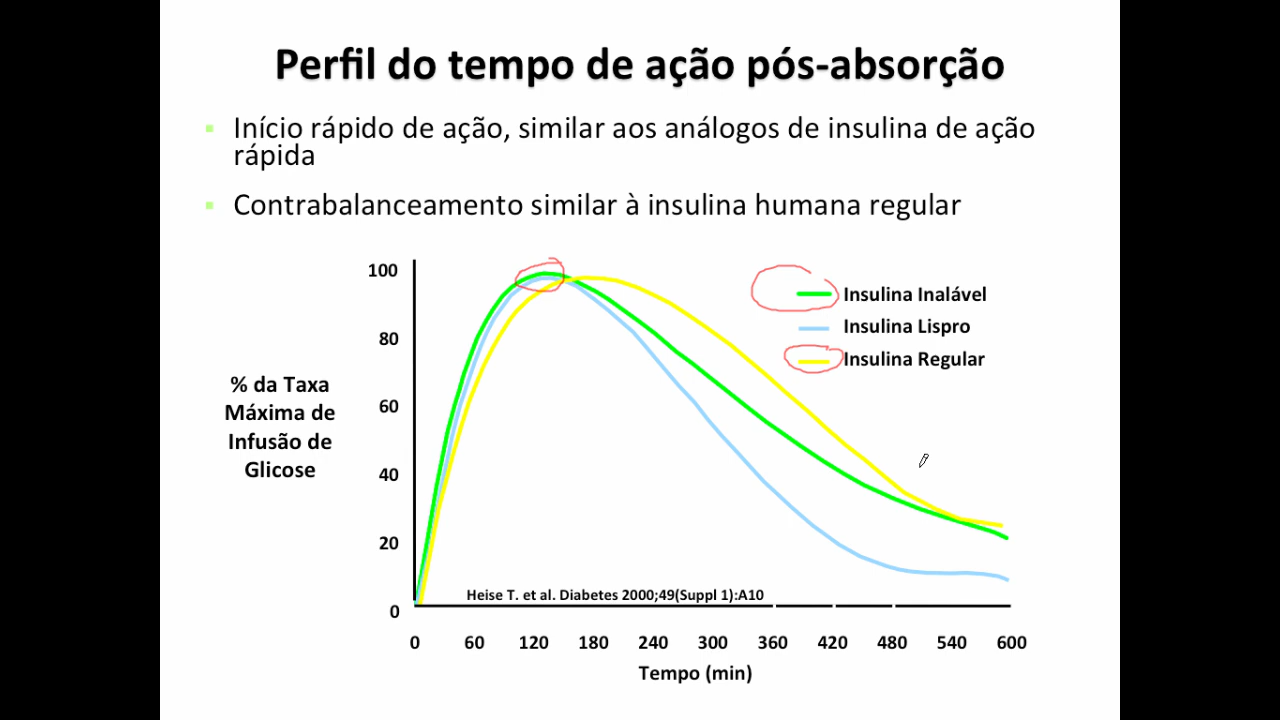 Perfil do tempo de ação pós-absorção
Início rápido de ação, similar aos análogos de insulina de ação
rápida
Contrabalanceamento similar à insulina humana regular
% da Taxa
Máxima de
Infusão de
Glicose
100
80
60
40
20
0
Insulina Inalável
Insulina Lispro
Insulina Regular
Heise T. et al. Diabetes 2000;49(Suppl 1):A10
0 60 120 180 240 300 360 420 480 540 600
Tempo (min)